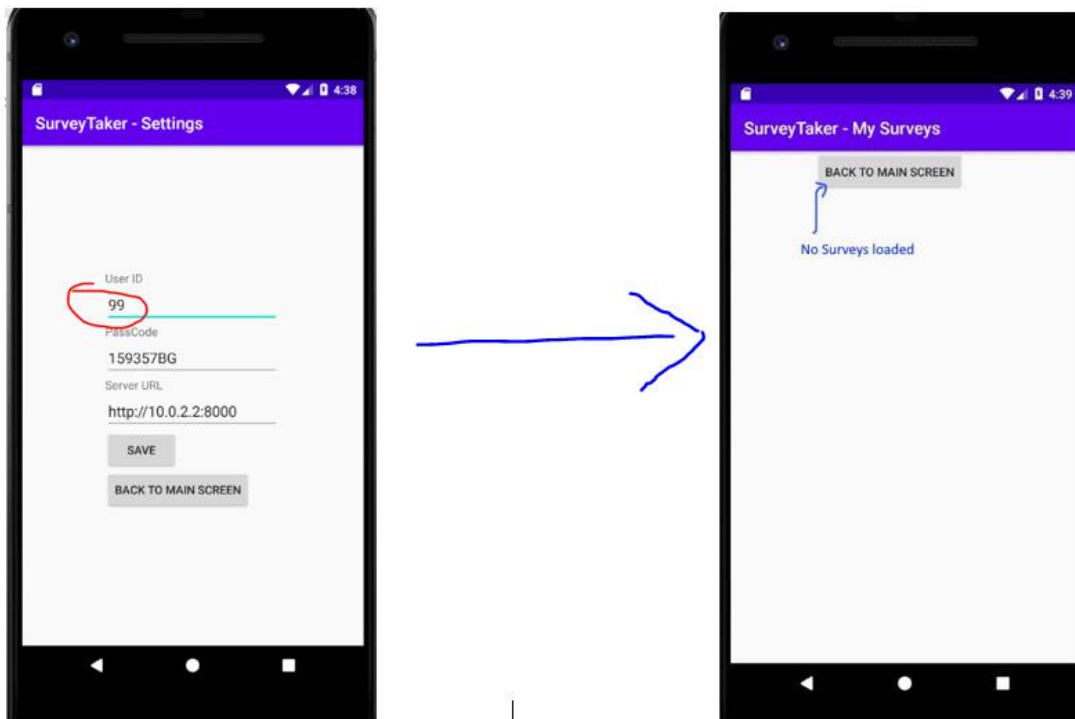 4:38
SurveyTaker - Settings
User ID
99
PassCode
159357BG
Server URL
http://10.0.2.2:8000
SAVE
BACK TO MAIN SCREEN
4:39
SurveyTaker - My Surveys
BACK TO MAIN SCREEN
No Surveys loaded